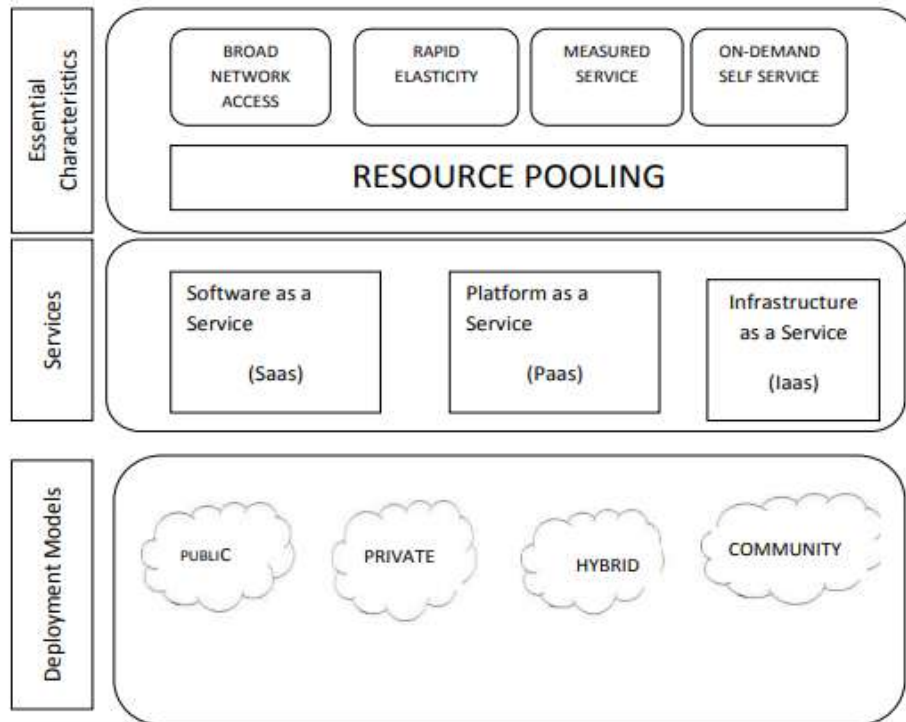 Essential
Characteristics
BROAD
NETWORK
ACCESS
RAPID
ELASTICITY
MEASURED
SERVICE
ON-DEMAND
SELF SERVICE
RESOURCE POOLING
Services
Software as a
Service
(Saas)
Platform as a
Service
(Paas)
Infrastructure
as a Service
(Iaas)
Deployment Models
PUBLIC
PRIVATE
HYBRID
COMMUNITY